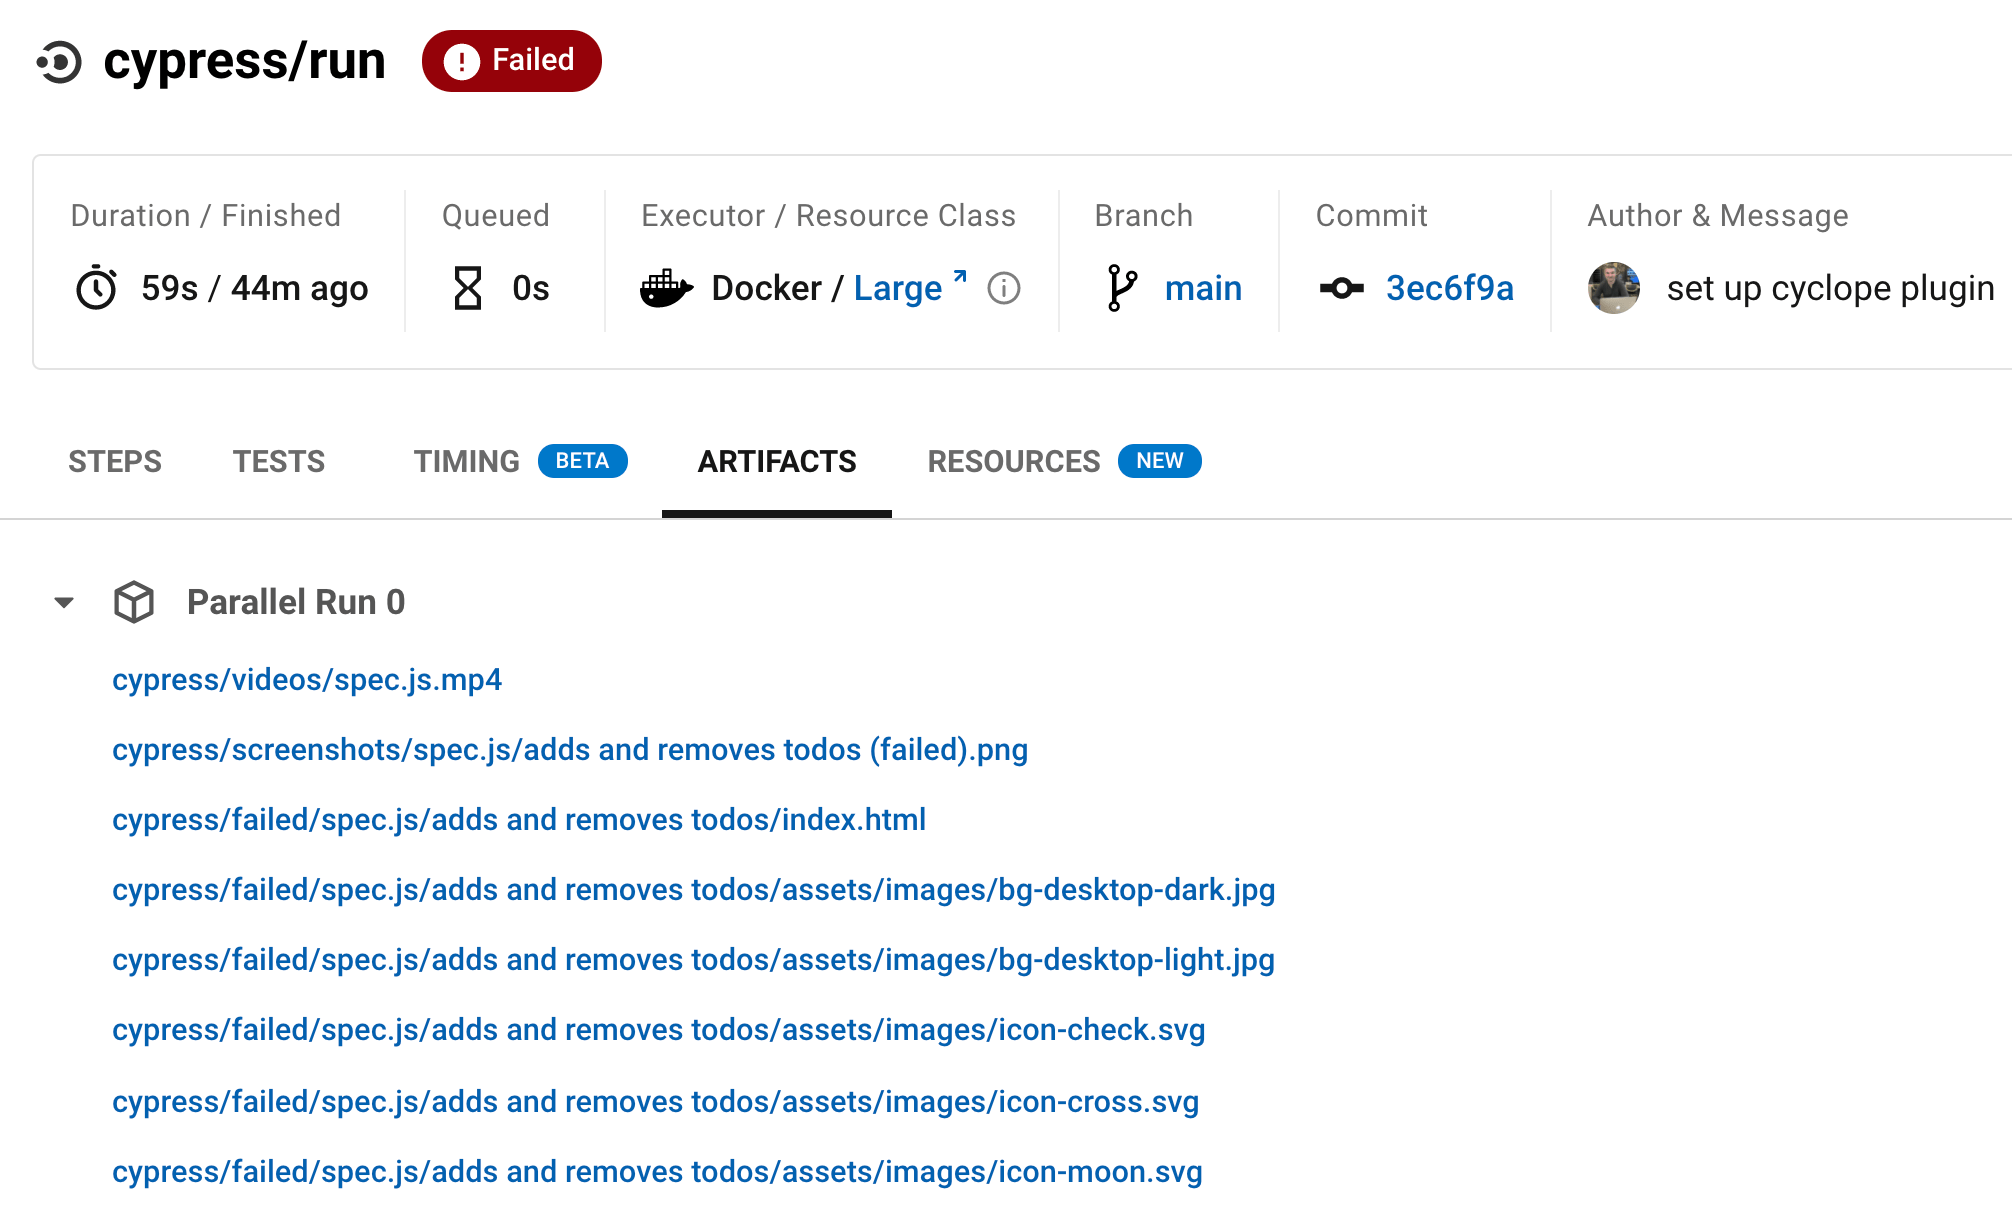 cypress/run Failed
Duration / Finished Queued Executor / Resource Class Branch Commit Author & Message
59s / 44m ago 0s Docker / Large main 3ec6f9a set up cyclope plugin
STEPS TESTS TIMING BETA ARTIFACTS RESOURCES NEW
Parallel Run 0
cypress/videos/spec.js.mp4
cypress/screenshots/spec.js/adds and removes todos (failed).png
cypress/failed/spec.js/adds and removes todos/index.html
cypress/failed/spec.js/adds and removes todos/assets/images/bg-desktop-dark.jpg
cypress/failed/spec.js/adds and removes todos/assets/images/bg-desktop-light.jpg
cypress/failed/spec.js/adds and removes todos/assets/images/icon-check.svg
cypress/failed/spec.js/adds and removes todos/assets/images/icon-cross.svg
cypress/failed/spec.js/adds and removes todos/assets/images/icon-moon.svg